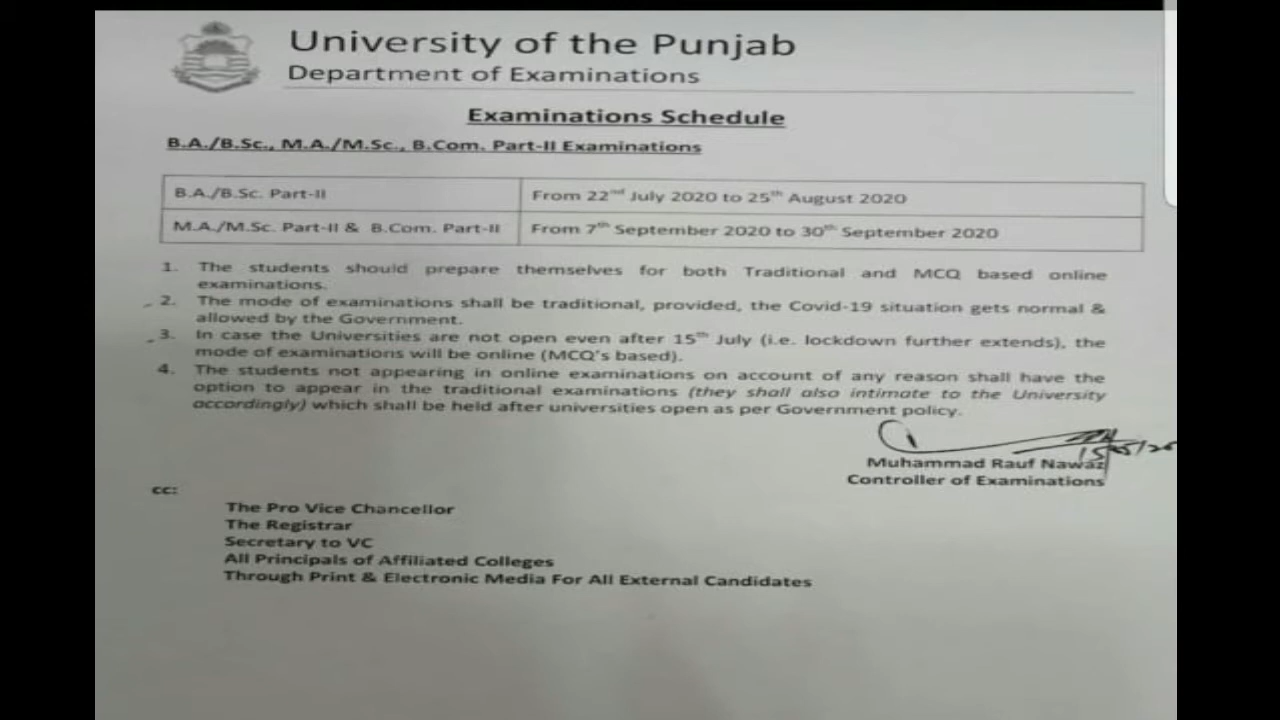 University of the Punjab
Department of Examinations
Examinations Schedule
B.A./B.Sc., M.A./M.Sc., B.Com. Part-II Examinations
B.A./B.Sc. Part-II From 22nd July 2020 to 25th August 2020
M.A./M.Sc. Part-II & B.Com. Part-II From 7th September 2020 to 30th September 2020
1. The students should prepare themselves for both Traditional and MCQ based online
examinations.
2. The mode of examinations shall be traditional, provided, the Covid-19 situation gets normal &
allowed by the Government.
3. In case the Universities are not open even after 15th July (i.e. lockdown further extends), the
mode of examinations will be online (MCQ's based).
4. The students not appearing in online examinations on account of any reason shall have the
option to appear in the traditional examinations (they shall also intimate to the University
accordingly) which shall be held after universities open as per Government policy.
Muhammad Rauf Nawaz
Controller of Examinations
cc:
The Pro Vice Chancellor
The Registrar
Secretary to VC
All Principals of Affiliated Colleges
Through Print & Electronic Media For All External Candidates